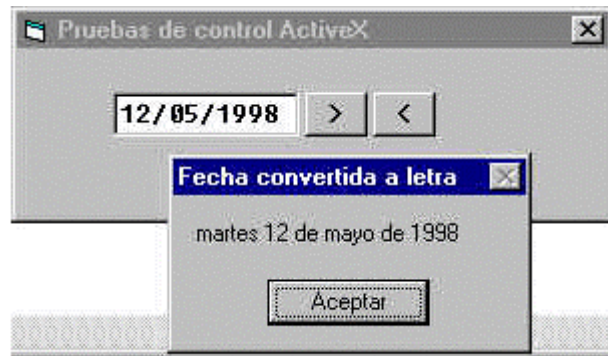 Pruebas de control ActiveX
12/05/1998 > <
Fecha convertida a letra
martes 12 de mayo de 1998
Aceptar